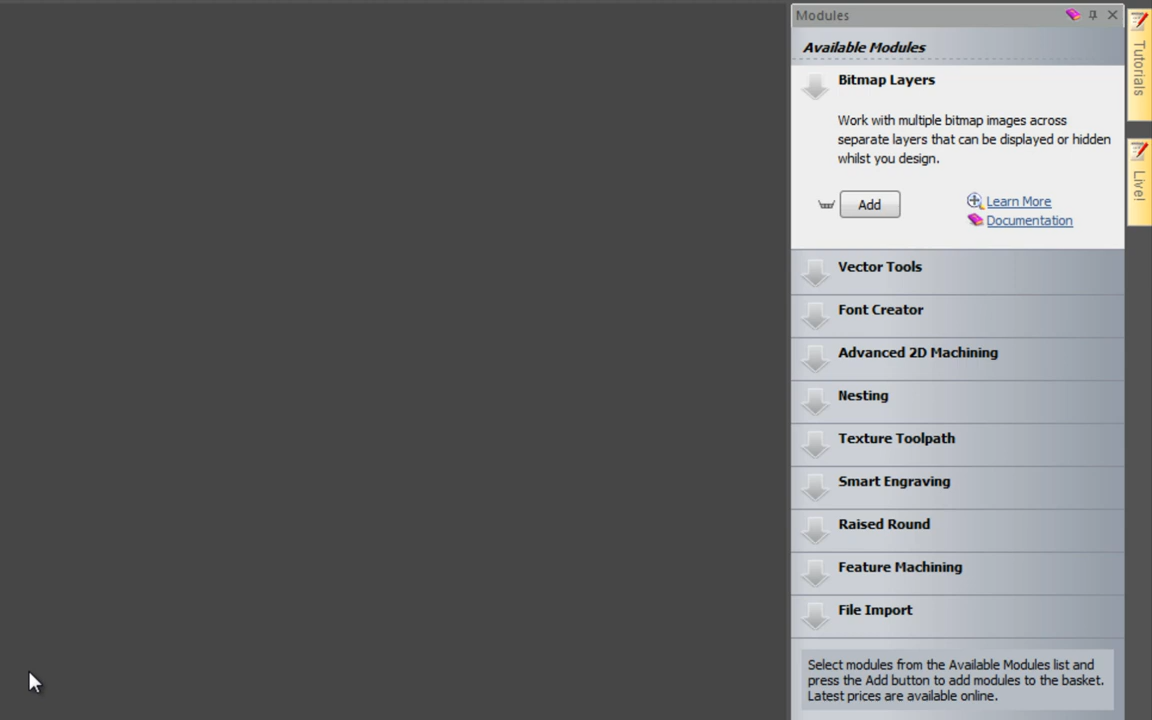 Modules
Available Modules
Bitmap Layers
Work with multiple bitmap images across
separate layers that can be displayed or hidden
whilst you design.
Add
Learn More
Documentation
Vector Tools
Font Creator
Advanced 2D Machining
Nesting
Texture Toolpath
Smart Engraving
Raised Round
Feature Machining
File Import
Select modules from the Available Modules list and
press the Add button to add modules to the basket.
Latest prices are available online.
Tutorials
Live!